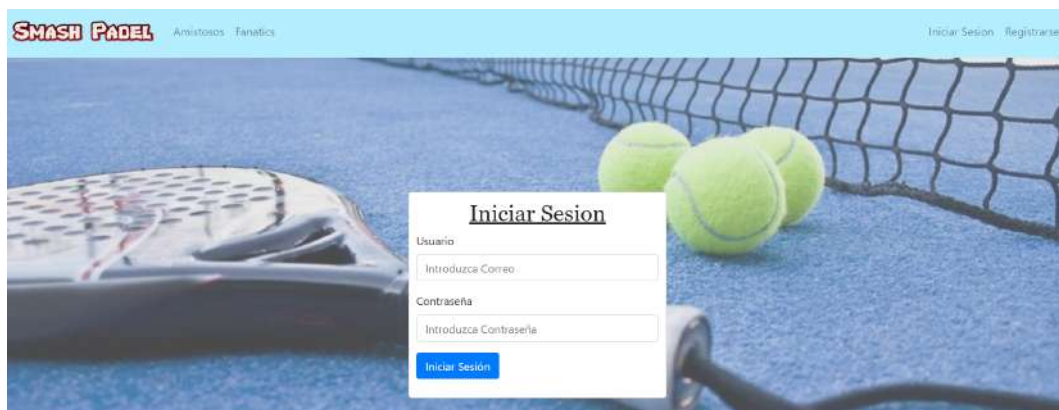 SMASH PADEL Amistosos Fanatics Iniciar Sesion Registrarse
Iniciar Sesion
Usuario
Introduzca Correo
Contraseña
Introduzca Contraseña
Iniciar Sesión